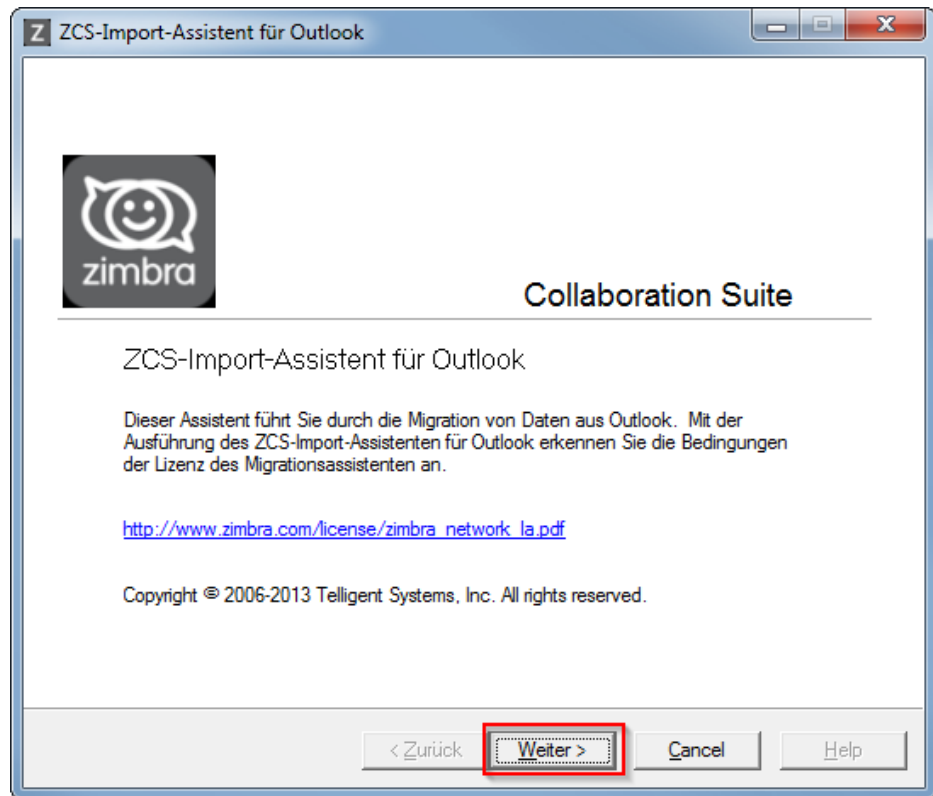 Z ZCS-Import-Assistent für Outlook
zimbra
Collaboration Suite
ZCS-Import-Assistent für Outlook
Dieser Assistent führt Sie durch die Migration von Daten aus Outlook. Mit der
Ausführung des ZCS-Import-Assistenten für Outlook erkennen Sie die Bedingungen
der Lizenz des Migrationsassistenten an.
http://www.zimbra.com/license/zimbra_network_la.pdf
Copyright © 2006-2013 Telligent Systems, Inc. All rights reserved.
< Zurück Weiter > Cancel Help